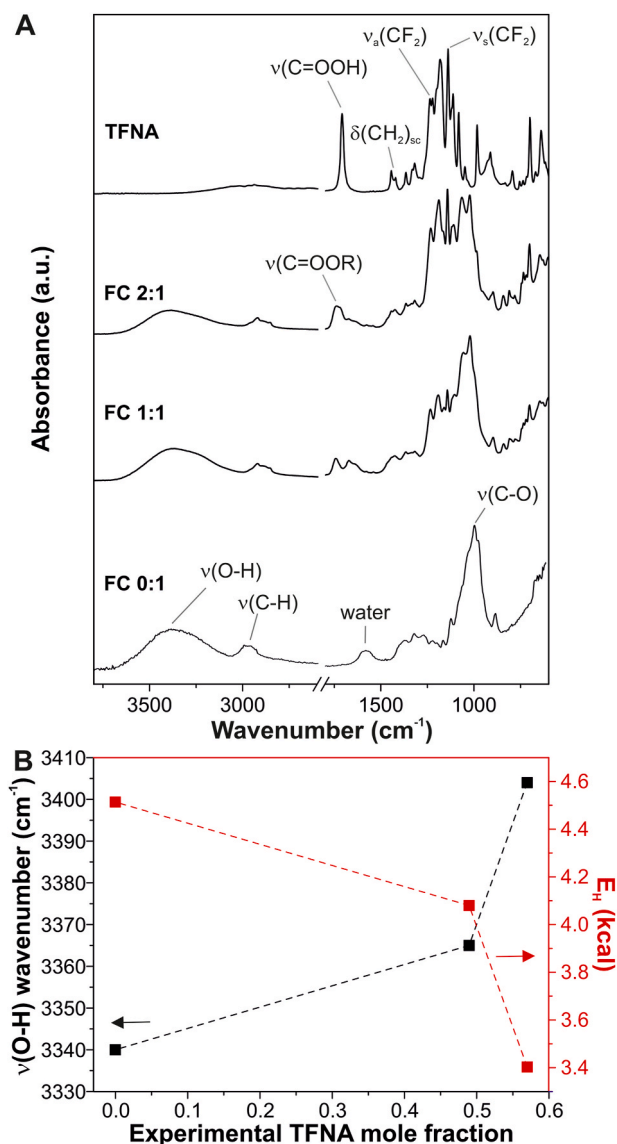 A
Absorbance (a.u.)
νa(CF2)
νs(CF2)
ν(C=OOH)
TFNA
δ(CH2)sc
ν(C=OOR)
FC 2:1
FC 1:1
ν(C-O)
FC 0:1
ν(O-H)
ν(C-H)
water
3500 3000 1500 1000
Wavenumber (cm-1)
B
ν(O-H) wavenumber (cm-1)
3410
3400
3390
3380
3370
3360
3350
3340
3330
4.6
4.4
4.2
4.0
3.8
3.6
3.4
EH (kcal)
0.0 0.1 0.2 0.3 0.4 0.5 0.6
Experimental TFNA mole fraction